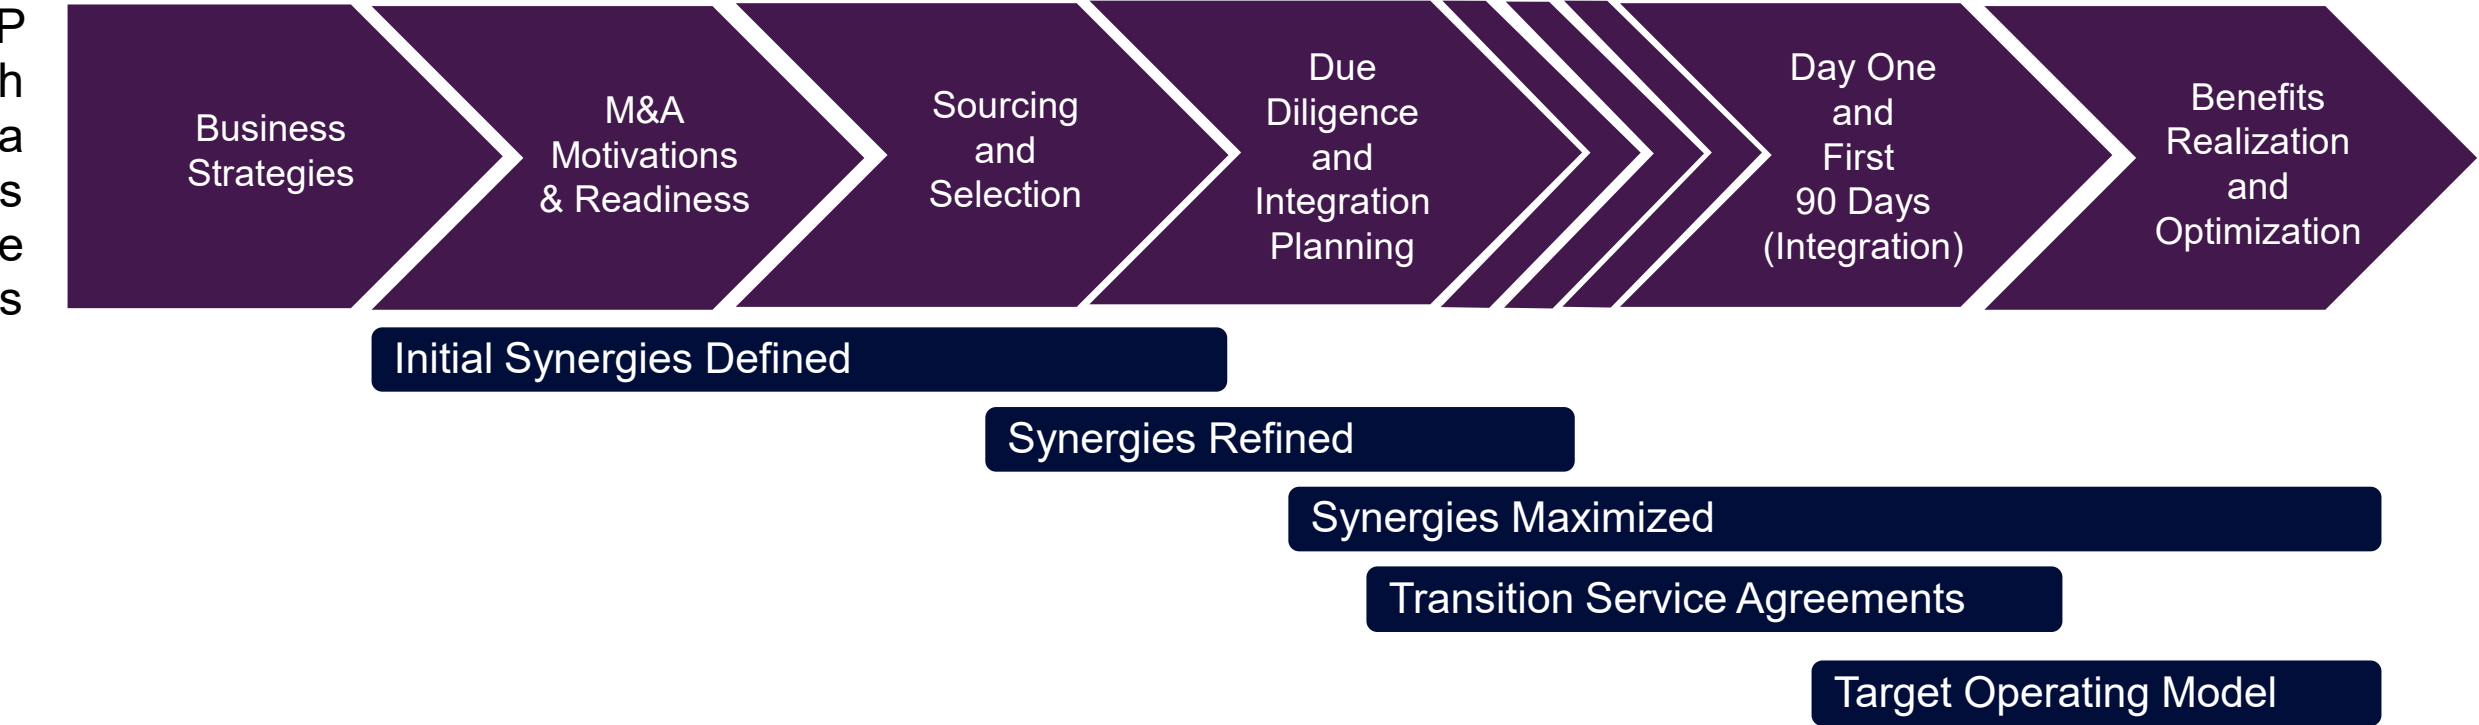 P
h
a
s
e
s
Business
Strategies
M&A
Motivations
& Readiness
Sourcing
and
Selection
Due
Diligence
and
Integration
Planning
Day One
and
First
90 Days
(Integration)
Benefits
Realization
and
Optimization
Initial Synergies Defined
Synergies Refined
Synergies Maximized
Transition Service Agreements
Target Operating Model